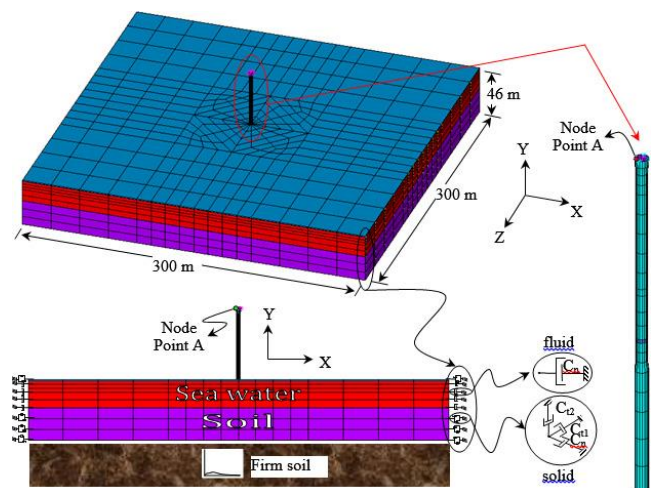 46 m
Node
Point A
Y
X
Z
300 m
300 m
Node
Point A
Y
X
fluid
Cn
Sea water
Soil
Ct2
Ct1
Cn
Firm soil
solid